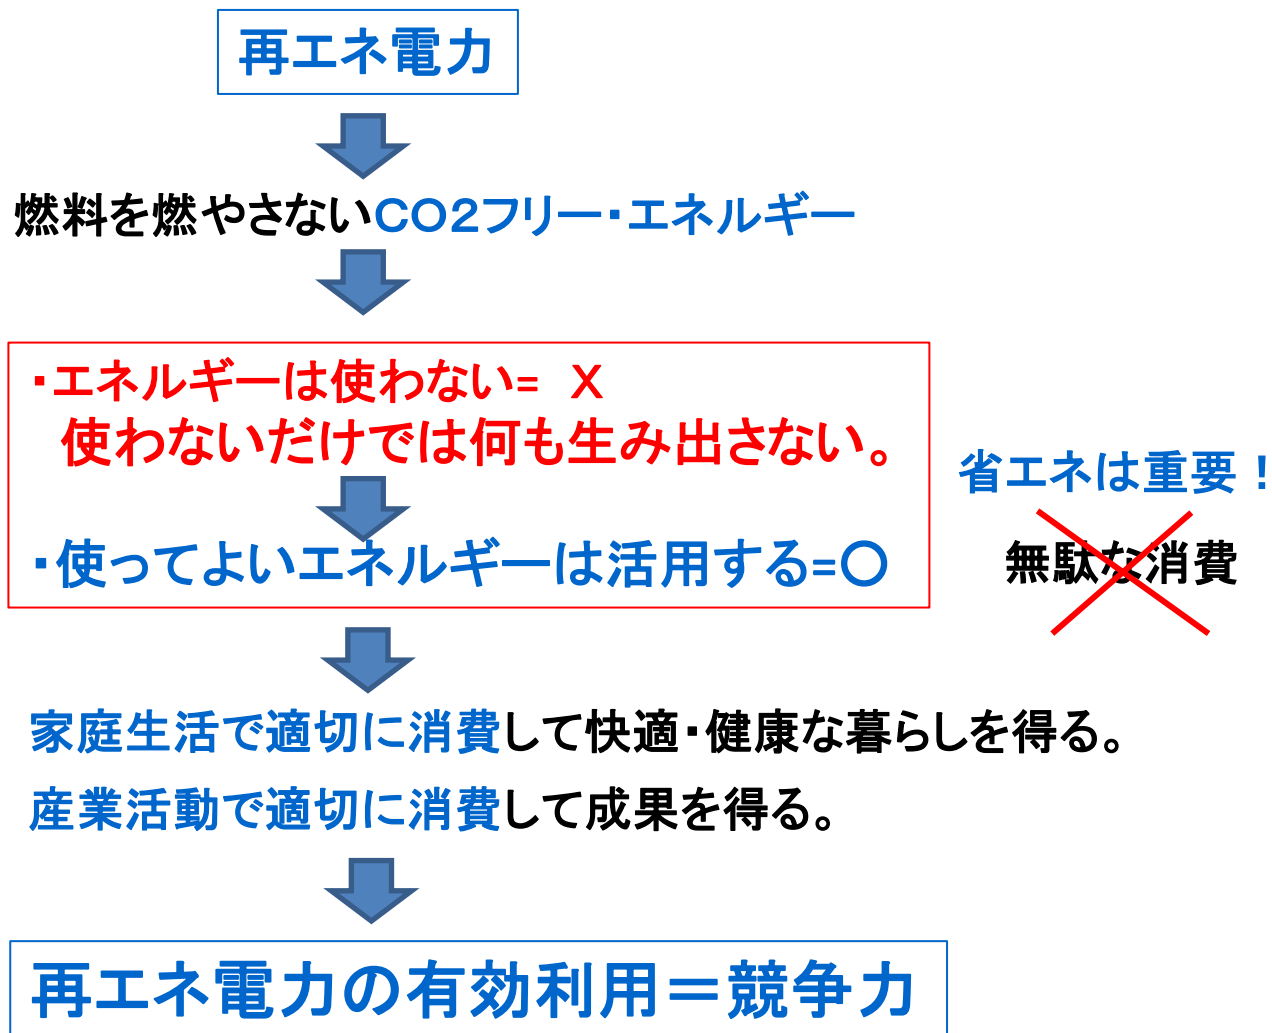 再エネ電力
燃料を燃やさないCO2フリー・エネルギー
・エネルギーは使わない= X
使わないだけでは何も生み出さない。
省エネは重要!
・使ってよいエネルギーは活用する=〇
無駄な消費
家庭生活で適切に消費して快適・健康な暮らしを得る。
産業活動で適切に消費して成果を得る。
再エネ電力の有効利用＝競争力